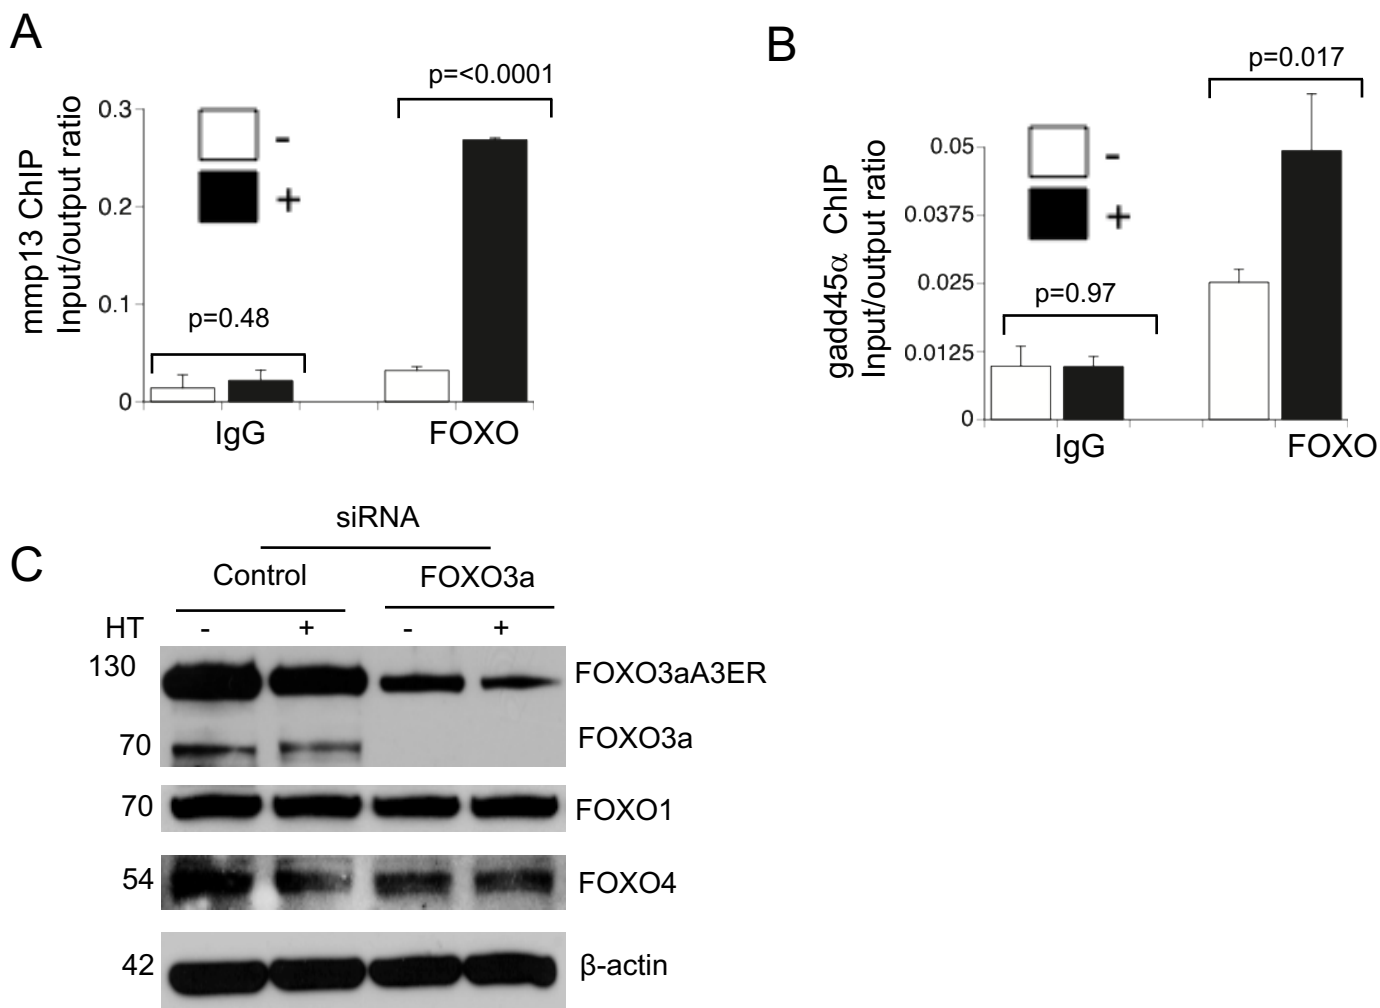 A
p=<0.0001
mmp13 ChIP
Input/output ratio
0.3
0.2
0.1
0
-
+
p=0.48
IgG
FOXO
B
p=0.017
gadd45α ChIP
Input/output ratio
0.05
0.0375
0.025
0.0125
0
-
+
p=0.97
IgG
FOXO
C
siRNA
Control FOXO3a
HT - + - +
130 FOXO3aA3ER
70 FOXO3a
70 FOXO1
54 FOXO4
42 β-actin